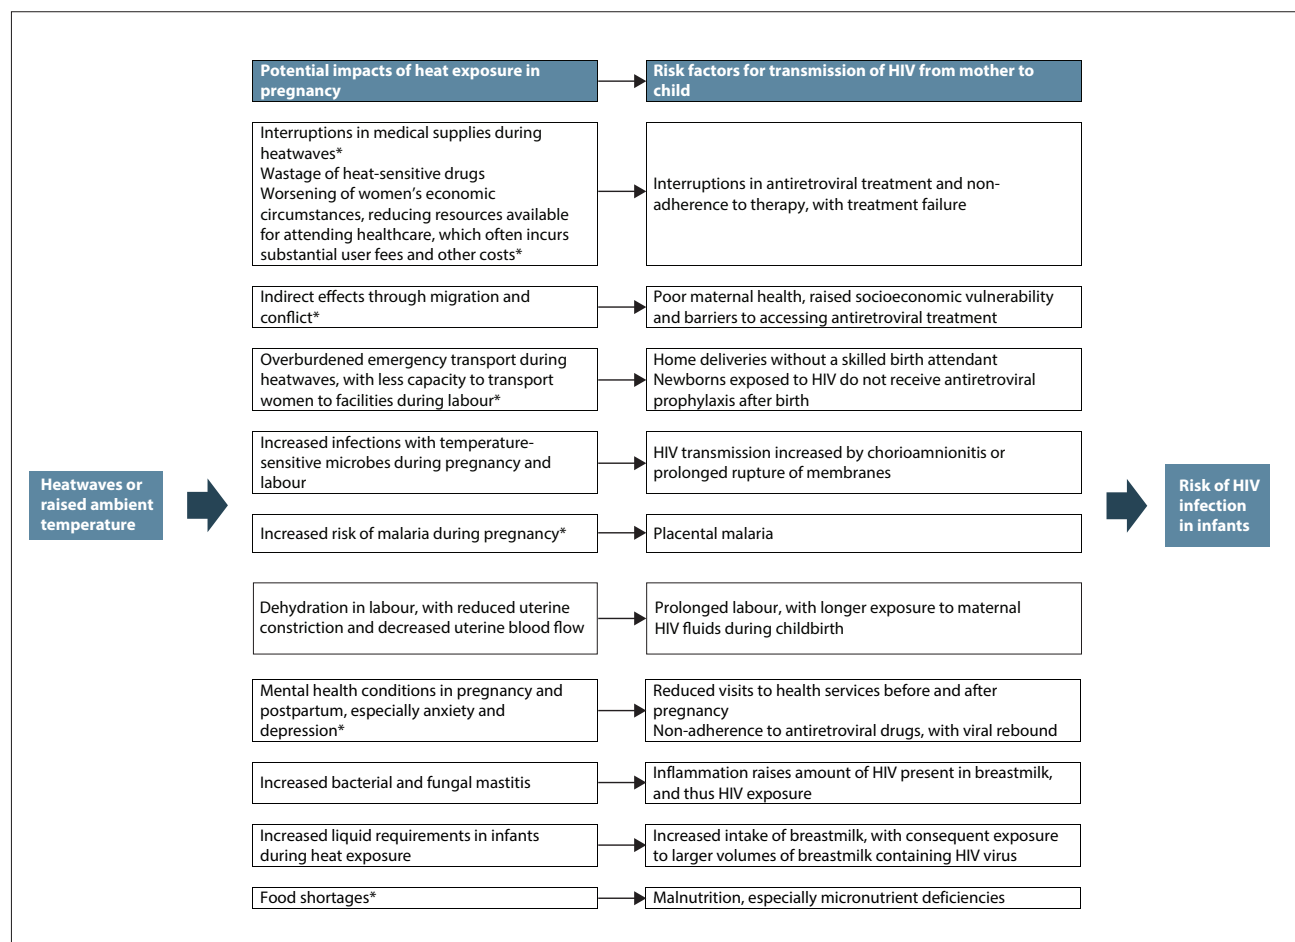 Potential impacts of heat exposure in
pregnancy
Risk factors for transmission of HIV from mother to
child
Interruptions in medical supplies during
heatwaves*
Wastage of heat-sensitive drugs
Worsening of women's economic
circumstances, reducing resources available
for attending healthcare, which often incurs
substantial user fees and other costs*
Interruptions in antiretroviral treatment and non-
adherence to therapy, with treatment failure
Indirect effects through migration and
conflict*
Poor maternal health, raised socioeconomic vulnerability
and barriers to accessing antiretroviral treatment
Overburdened emergency transport during
heatwaves, with less capacity to transport
women to facilities during labour*
Home deliveries without a skilled birth attendant
Newborns exposed to HIV do not receive antiretroviral
prophylaxis after birth
Increased infections with temperature-
sensitive microbes during pregnancy and
labour
HIV transmission increased by chorioamnionitis or
prolonged rupture of membranes
Heatwaves or
raised ambient
temperature
Risk of HIV
infection
in infants
Increased risk of malaria during pregnancy*
Placental malaria
Dehydration in labour, with reduced uterine
constriction and decreased uterine blood flow
Prolonged labour, with longer exposure to maternal
HIV fluids during childbirth
Mental health conditions in pregnancy and
postpartum, especially anxiety and
depression*
Reduced visits to health services before and after
pregnancy
Non-adherence to antiretroviral drugs, with viral rebound
Increased bacterial and fungal mastitis
Inflammation raises amount of HIV present in breastmilk,
and thus HIV exposure
Increased liquid requirements in infants
during heat exposure
Increased intake of breastmilk, with consequent exposure
to larger volumes of breastmilk containing HIV virus
Food shortages*
Malnutrition, especially micronutrient deficiencies